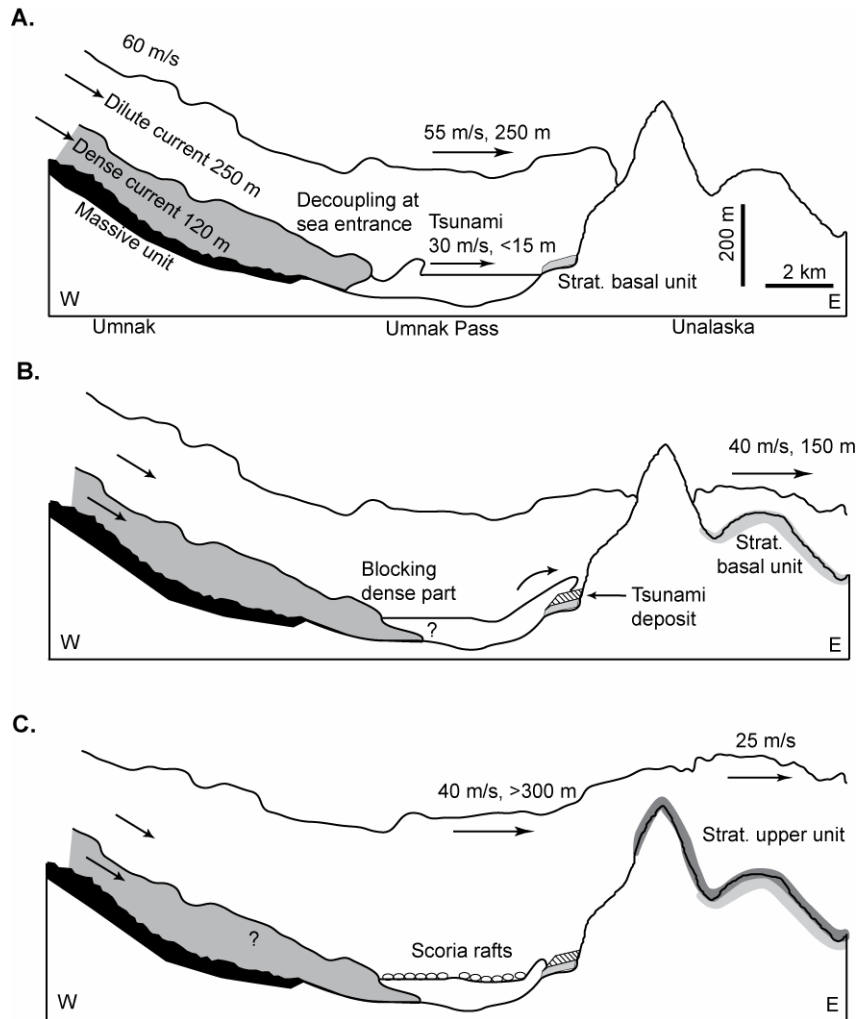 A.
60 m/s
Dilute current 250 m
Dense current 120 m
Massive unit
55 m/s, 250 m
Decoupling at
sea entrance
Tsunami
30 m/s, <15 m
Strat. basal unit
200 m
2 km
W
E
Umnak
Umnak Pass
Unalaska
B.
40 m/s, 150 m
Strat.
basal unit
Blocking
dense part
?
Tsunami
deposit
W
E
C.
25 m/s
40 m/s, >300 m
Strat. upper unit
?
Scoria rafts
W
E